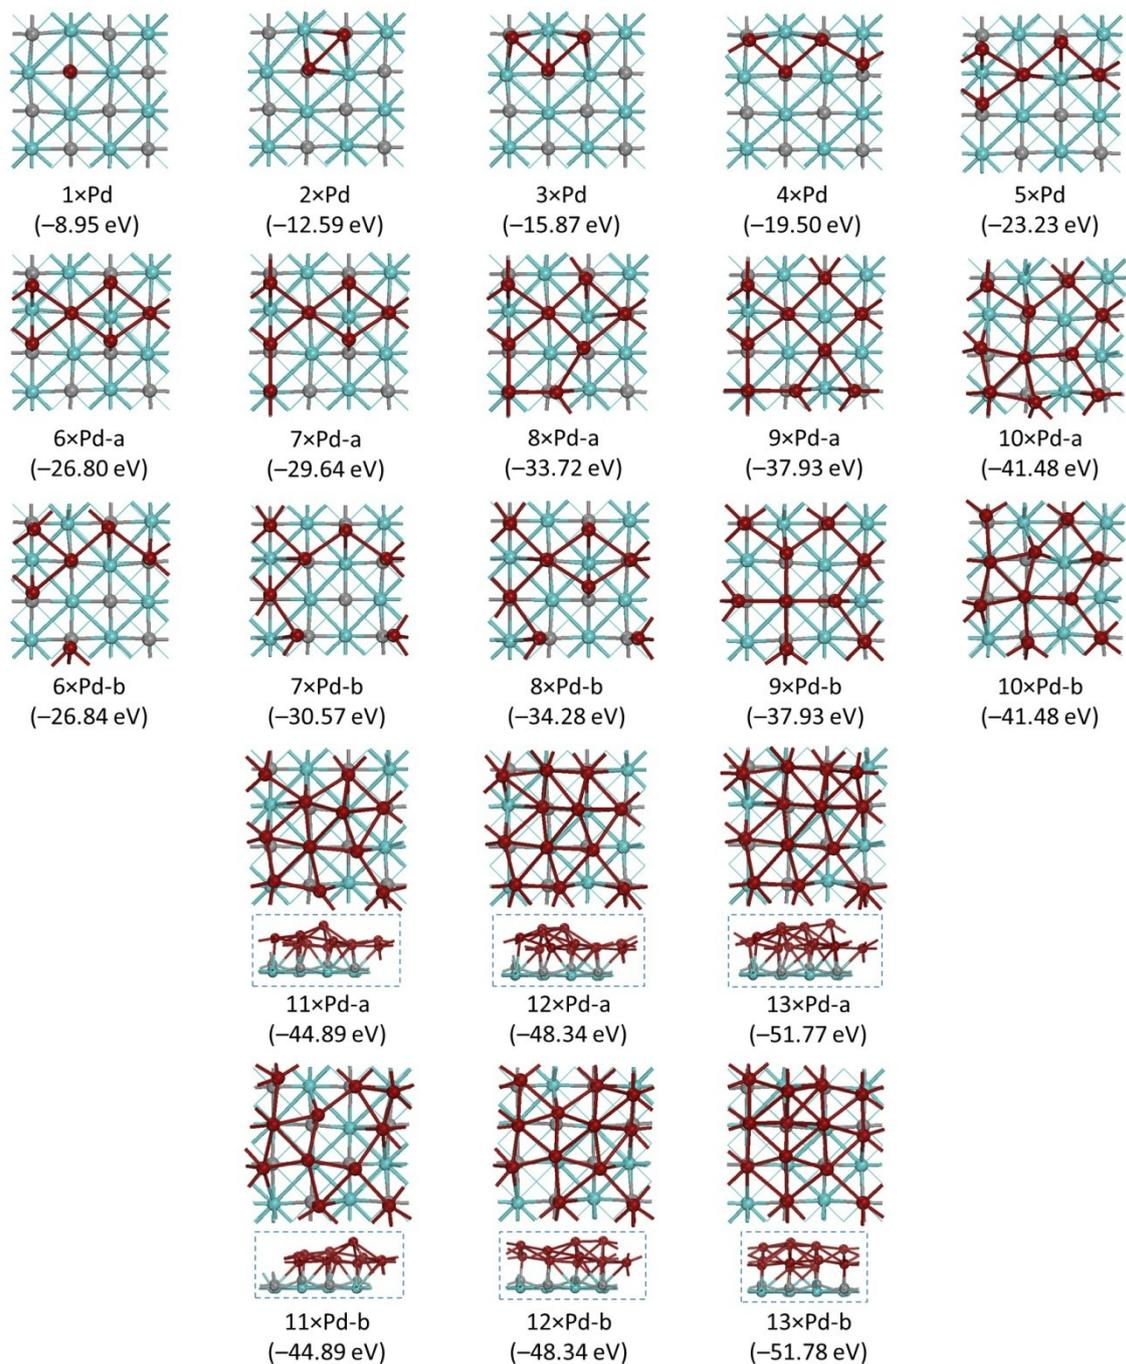 1×Pd
(–8.95 eV)
2×Pd
(–12.59 eV)
3×Pd
(–15.87 eV)
4×Pd
(–19.50 eV)
5×Pd
(–23.23 eV)
6×Pd-a
(–26.80 eV)
7×Pd-a
(–29.64 eV)
8×Pd-a
(–33.72 eV)
9×Pd-a
(–37.93 eV)
10×Pd-a
(–41.48 eV)
6×Pd-b
(–26.84 eV)
7×Pd-b
(–30.57 eV)
8×Pd-b
(–34.28 eV)
9×Pd-b
(–37.93 eV)
10×Pd-b
(–41.48 eV)
11×Pd-a
(–44.89 eV)
12×Pd-a
(–48.34 eV)
13×Pd-a
(–51.77 eV)
11×Pd-b
(–44.89 eV)
12×Pd-b
(–48.34 eV)
13×Pd-b
(–51.78 eV)